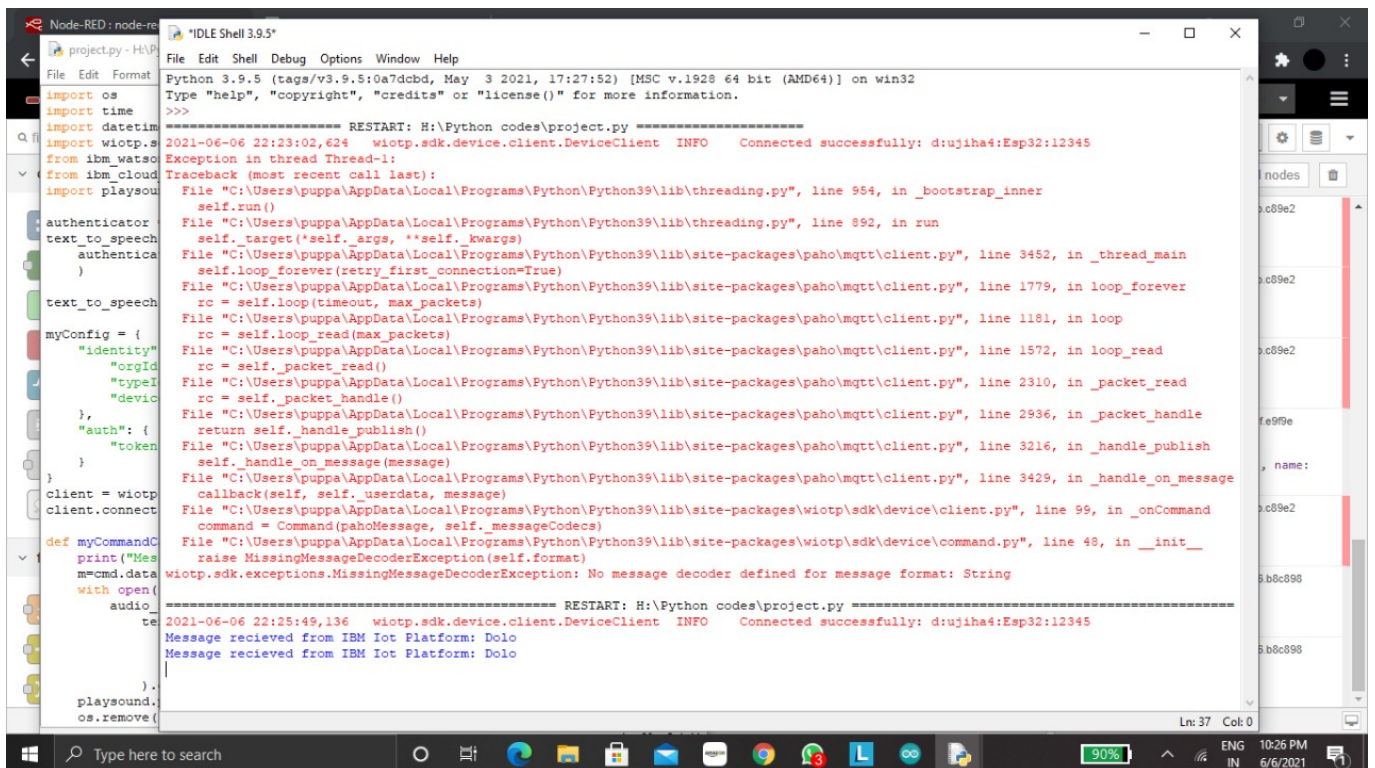 Node-RED : node-re
project.py - H:\P
File Edit Format
import os
import time
import datetim
import wiotp.s
from ibm_watso
from ibm_cloud
import playsou
authenticator
text_to_speech
authentica
)
text_to_speech
myConfig = {
"identity"
"orgId
"typeI
"devic
},
"auth": {
"token
}
}
client = wiotp
client.connect
def myCommandC
print("Mes
m=cmd.data
with open(
audio_
te
).
playsound.
os.remove(
*IDLE Shell 3.9.5*
File Edit Shell Debug Options Window Help
Python 3.9.5 (tags/v3.9.5:0a7dcbd, May 3 2021, 17:27:52) [MSC v.1928 64 bit (AMD64)] on win32
Type "help", "copyright", "credits" or "license()" for more information.
>>>
====================== RESTART: H:\Python codes\project.py =====================
2021-06-06 22:23:02,624 wiotp.sdk.device.client.DeviceClient INFO Connected successfully: d:ujiha4:Esp32:12345
Exception in thread Thread-1:
Traceback (most recent call last):
File "C:\Users\puppa\AppData\Local\Programs\Python\Python39\lib\threading.py", line 954, in _bootstrap_inner
self.run()
File "C:\Users\puppa\AppData\Local\Programs\Python\Python39\lib\threading.py", line 892, in run
self._target(*self._args, **self._kwargs)
File "C:\Users\puppa\AppData\Local\Programs\Python\Python39\lib\site-packages\paho\mqtt\client.py", line 3452, in _thread_main
self.loop_forever(retry_first_connection=True)
File "C:\Users\puppa\AppData\Local\Programs\Python\Python39\lib\site-packages\paho\mqtt\client.py", line 1779, in loop_forever
rc = self.loop(timeout, max_packets)
File "C:\Users\puppa\AppData\Local\Programs\Python\Python39\lib\site-packages\paho\mqtt\client.py", line 1181, in loop
rc = self.loop_read(max_packets)
File "C:\Users\puppa\AppData\Local\Programs\Python\Python39\lib\site-packages\paho\mqtt\client.py", line 1572, in loop_read
rc = self._packet_read()
File "C:\Users\puppa\AppData\Local\Programs\Python\Python39\lib\site-packages\paho\mqtt\client.py", line 2310, in _packet_read
rc = self._packet_handle()
File "C:\Users\puppa\AppData\Local\Programs\Python\Python39\lib\site-packages\paho\mqtt\client.py", line 2936, in _packet_handle
return self._handle_publish()
File "C:\Users\puppa\AppData\Local\Programs\Python\Python39\lib\site-packages\paho\mqtt\client.py", line 3216, in _handle_publish
self._handle_on_message(message)
File "C:\Users\puppa\AppData\Local\Programs\Python\Python39\lib\site-packages\paho\mqtt\client.py", line 3429, in _handle_on_message
callback(self, self._userdata, message)
File "C:\Users\puppa\AppData\Local\Programs\Python\Python39\lib\site-packages\wiotp\sdk\device\client.py", line 99, in _onCommand
command = Command(pahoMessage, self._messageCodecs)
File "C:\Users\puppa\AppData\Local\Programs\Python\Python39\lib\site-packages\wiotp\sdk\device\command.py", line 48, in __init__
raise MissingMessageDecoderException(self.format)
wiotp.sdk.exceptions.MissingMessageDecoderException: No message decoder defined for message format: String
================================================= RESTART: H:\Python codes\project.py ================================================
2021-06-06 22:25:49,136 wiotp.sdk.device.client.DeviceClient INFO Connected successfully: d:ujiha4:Esp32:12345
Message recieved from IBM Iot Platform: Dolo
Message recieved from IBM Iot Platform: Dolo
Ln: 37 Col: 0
nodes
.c89e2
.c89e2
.c89e2
f.e9f9e
, name:
.c89e2
.b8c898
.b8c898
Type here to search
amazon
3
L
90%
ENG
IN
10:26 PM
6/6/2021
1